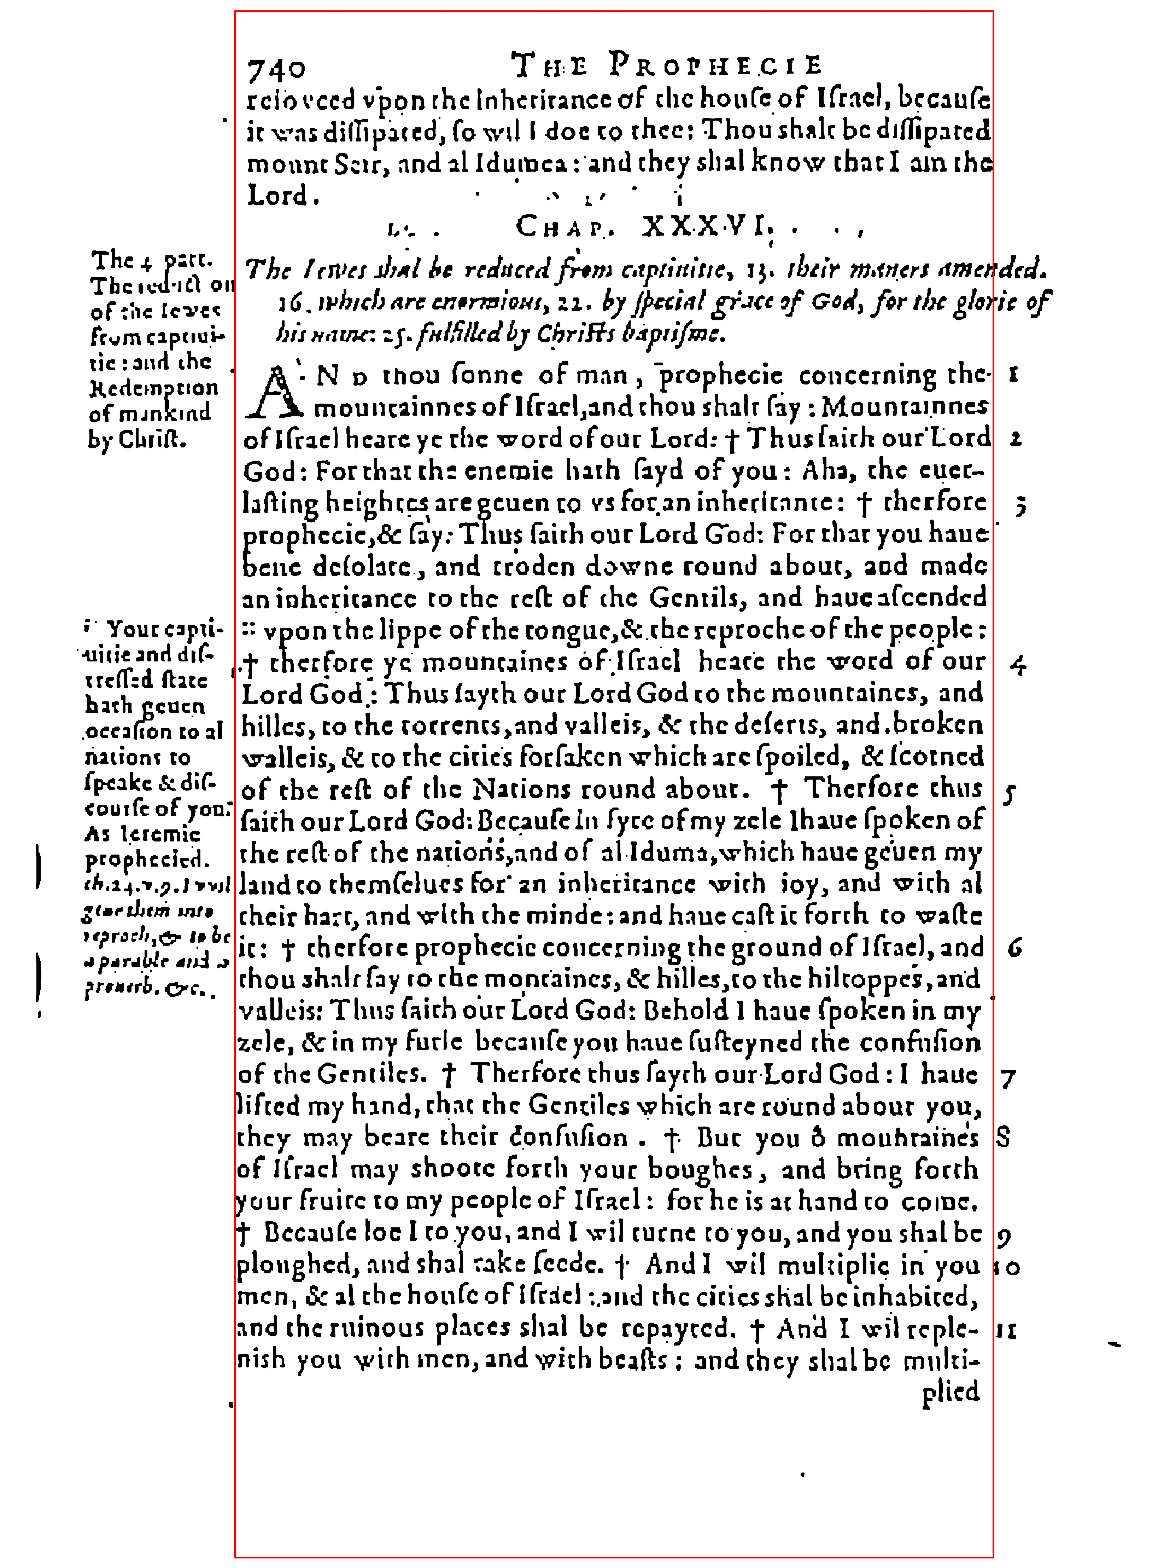 740 THE PROPHECIE
reioyced vpon the Inheritance of the house of Israel, because
it was dissipated, so wil I doe to thee: Thou shalt be dissipated
mount Seir, and al Idumea: and they shal know that I am the
Lord.
CHAP. XXXVI.
The Iewes shal be reduced from captiuitie, 13. their maners amended.
16. which are enormious, 22. by special grace of God, for the glorie of
his name: 25. fulfilled by Christs baptisme.
The 4 part.
The reduction
of the Iewes
from captiui-
tie: and the
Redemption
of mankind
by Christ.
AND thou sonne of man, prophecie concerning the 1
mountainnes of Israel, and thou shalt say: Mountainnes
of Israel heare ye the word of our Lord: † Thus saith our Lord 2
God: For that the enemie hath sayd of you: Aha, the euer-
lasting heightes are geuen to vs for an inheritance: † therfore 3
prophecie, & say: Thus saith our Lord God: For that you haue
bene desolate, and troden downe round about, and made
an inheritance to the rest of the Gentils, and haue ascended
:: vpon the lippe of the tongue, & the reproche of the people:
† therfore ye mountaines of Israel heare the word of our 4
Lord God: Thus sayth our Lord God to the mountaines, and
hilles, to the torrents, and valleis, & the deserts, and broken
walleis, & to the cities forsaken which are spoiled, & scorned
of the rest of the Nations round about. † Therfore thus 5
saith our Lord God: Because in fyre of my zele I haue spoken of
the rest of the nations, and of al Iduma, which haue geuen my
land to themselues for an inheritance with ioy, and with al
their hart, and with the minde: and haue cast it forth to waste
it: † therfore prophecie concerning the ground of Israel, and 6
thou shalt say to the montaines, & hilles, to the hiltoppes, and
valleis: Thus saith our Lord God: Behold I haue spoken in my
zele, & in my furie because you haue susteyned the confusion
of the Gentiles. † Therfore thus sayth our Lord God: I haue 7
lifted my hand, that the Gentiles which are round about you,
they may beare their confusion. † But you ô mountaines 8
of Israel may shoote forth your boughes, and bring forth
your fruite to my people of Israel: for he is at hand to come.
† Because loe I to you, and I wil turne to you, and you shal be 9
ploughed, and shal take seede. † And I wil multiplie in you 10
men, & al the house of Israel: and the cities shal be inhabited,
and the ruinous places shal be repayred. † And I wil reple- 11
nish you with men, and with beasts: and they shal be multi-
plied
:: Your capti-
uitie and dis-
tressed state
hath geuen
occasion to al
nations to
speake & dis-
course of you:
As Ieremie
prophecied.
ch. 24. v. 9. I wil
giue them into
reproch, & to be
a parable and a
prouerb. &c.